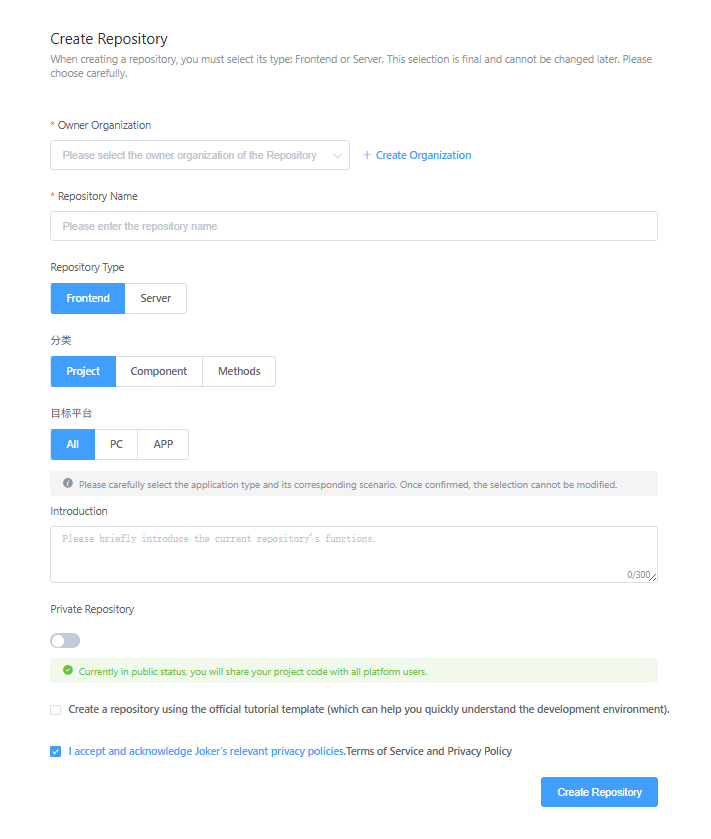 Create Repository
When creating a repository, you must select its type: Frontend or Server. This selection is final and cannot be changed later. Please
choose carefully.
* Owner Organization
Please select the owner organization of the Repository
+ Create Organization
* Repository Name
Please enter the repository name
Repository Type
Frontend Server
分类
Project Component Methods
目标平台
All PC APP
Please carefully select the application type and its corresponding scenario. Once confirmed, the selection cannot be modified.
Introduction
Please briefly introduce the current repository's functions.
0/300
Private Repository
Currently in public status, you will share your project code with all platform users.
Create a repository using the official tutorial template (which can help you quickly understand the development environment).
I accept and acknowledge Joker's relevant privacy policies.Terms of Service and Privacy Policy
Create Repository